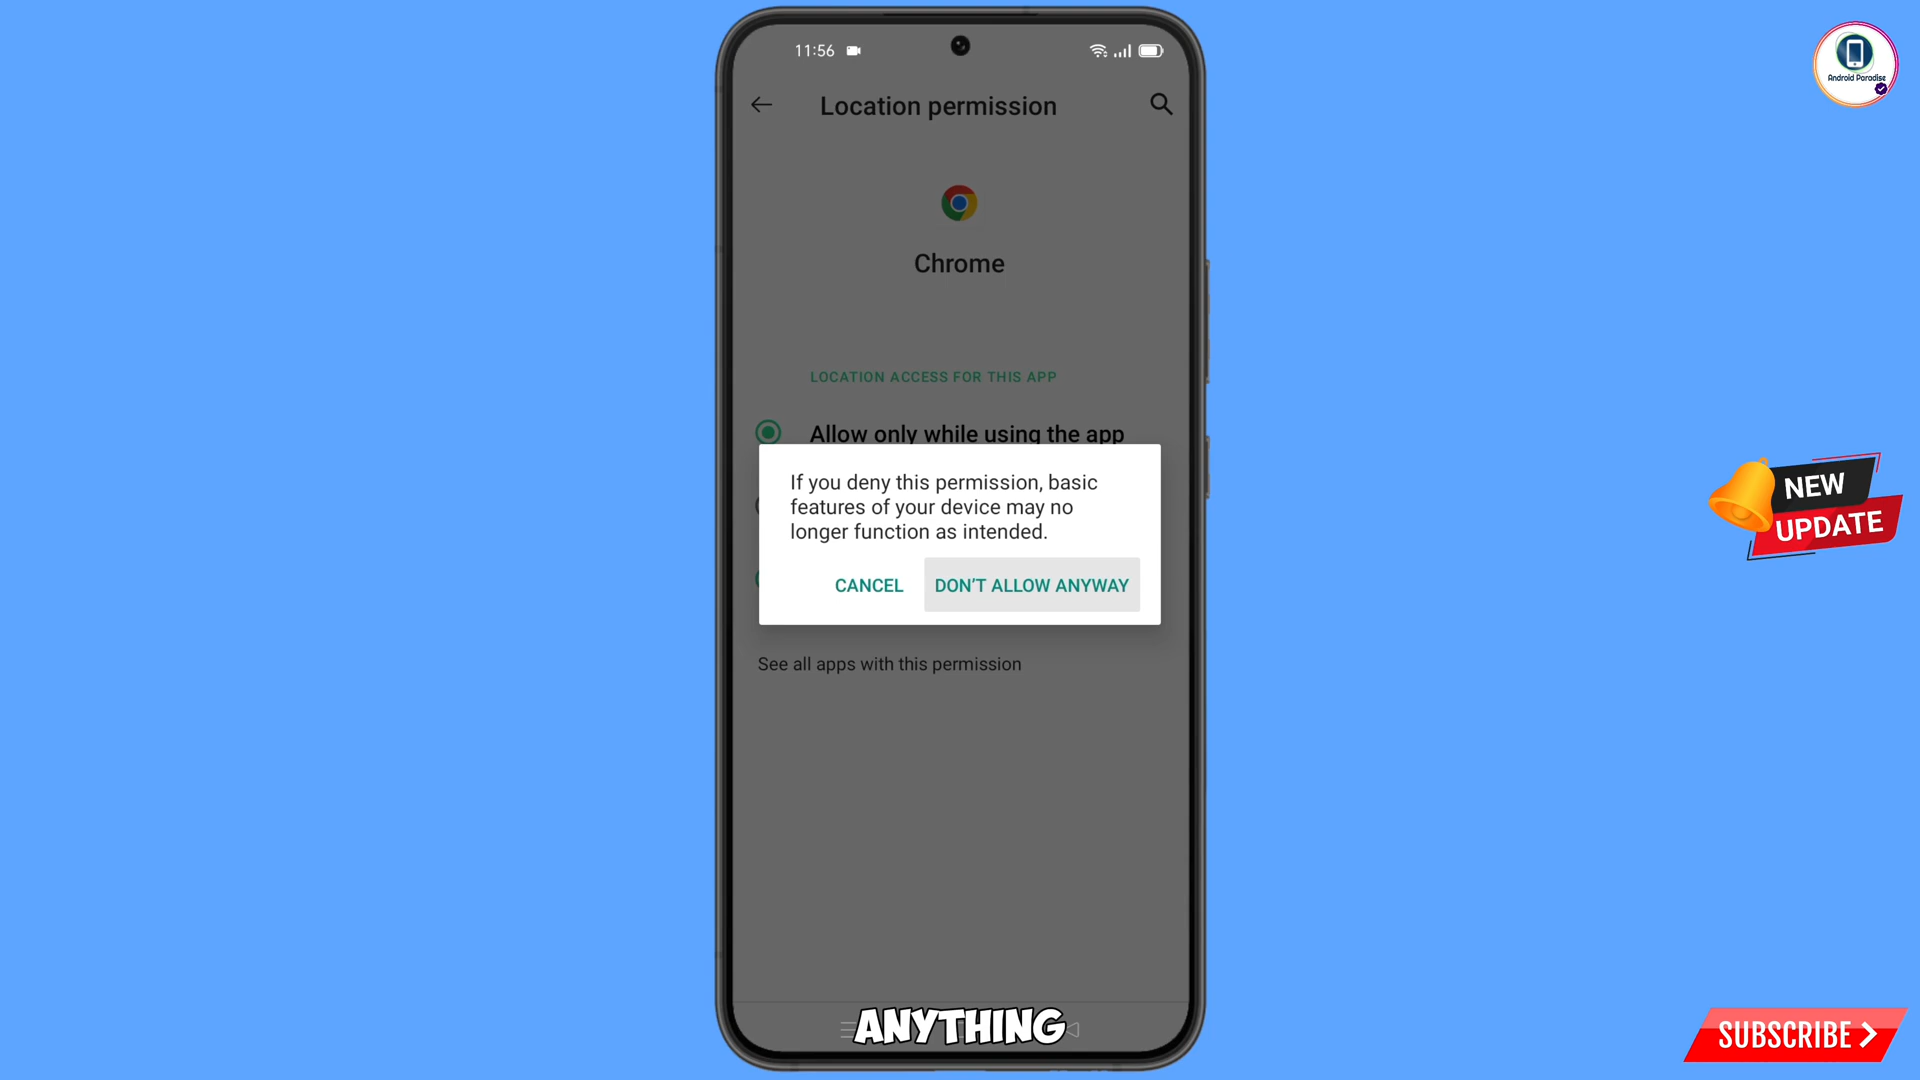 11:56
Android Paradise
Location permission
Chrome
LOCATION ACCESS FOR THIS APP
Allow only while using the app
If you deny this permission, basic
features of your device may no
longer function as intended.
CANCEL
DON'T ALLOW ANYWAY
NEW
UPDATE
See all apps with this permission
ANYTHING
SUBSCRIBE